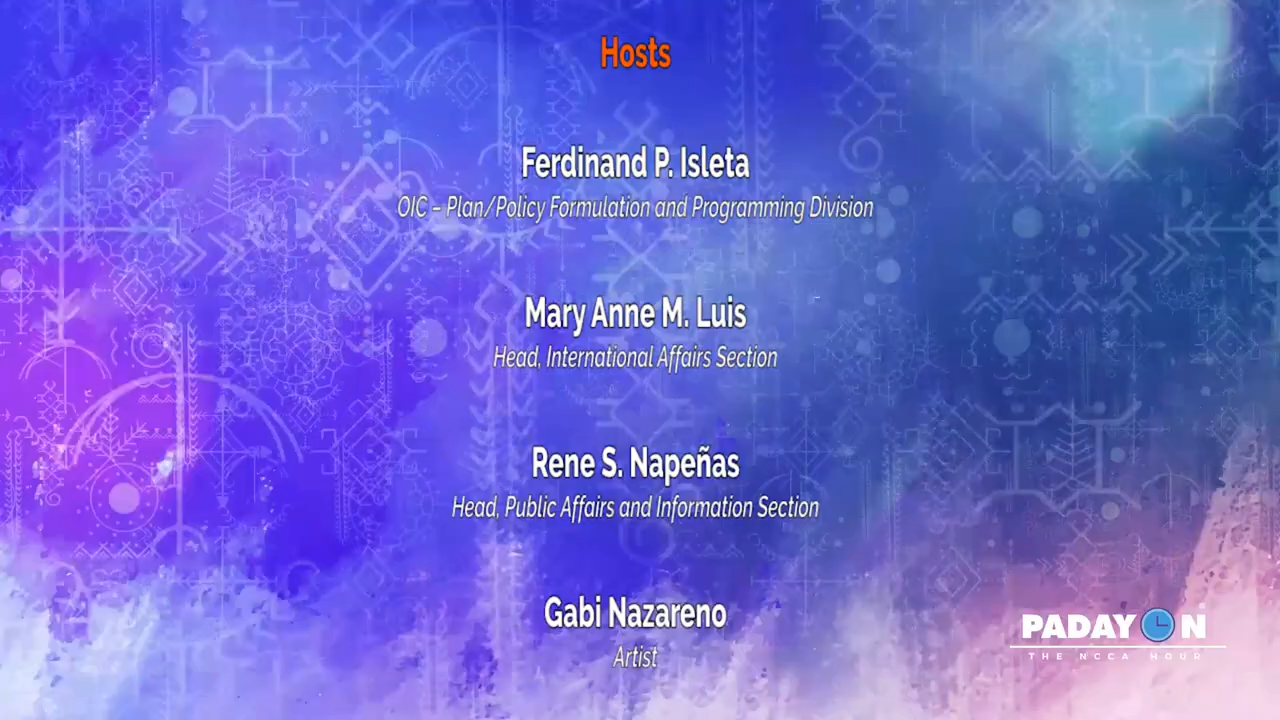 Hosts
Ferdinand P. Isleta
OIC – Plan/Policy Formulation and Programming Division
Mary Anne M. Luis
Head, International Affairs Section
Rene S. Napeñas
Head, Public Affairs and Information Section
Gabi Nazareno
Artist
PADAYON
THE NCCA HOUR